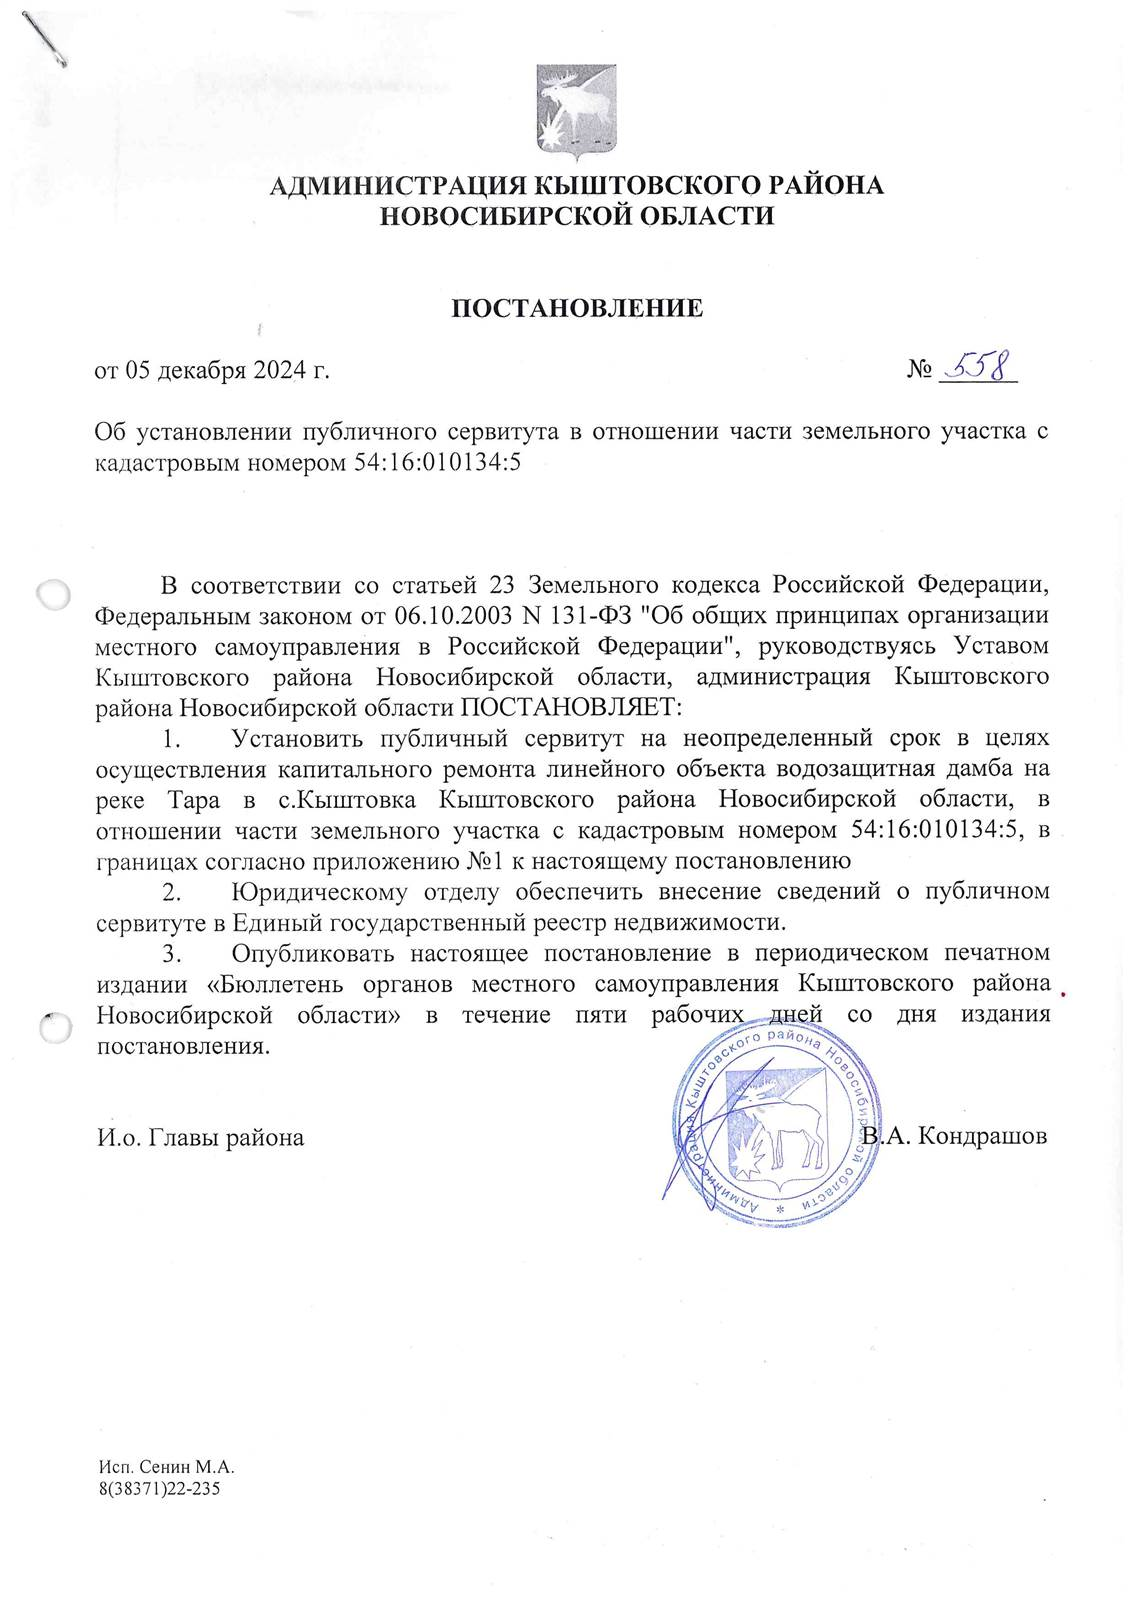 АДМИНИСТРАЦИЯ КЫШТОВСКОГО РАЙОНА
НОВОСИБИРСКОЙ ОБЛАСТИ
ПОСТАНОВЛЕНИЕ
от 05 декабря 2024 г. № 558
Об установлении публичного сервитута в отношении части земельного участка с
кадастровым номером 54:16:010134:5
В соответствии со статьей 23 Земельного кодекса Российской Федерации,
Федеральным законом от 06.10.2003 N 131-ФЗ "Об общих принципах организации
местного самоуправления в Российской Федерации", руководствуясь Уставом
Кыштовского района Новосибирской области, администрация Кыштовского
района Новосибирской области ПОСТАНОВЛЯЕТ:
1. Установить публичный сервитут на неопределенный срок в целях
осуществления капитального ремонта линейного объекта водозащитная дамба на
реке Тара в с.Кыштовка Кыштовского района Новосибирской области, в
отношении части земельного участка с кадастровым номером 54:16:010134:5, в
границах согласно приложению №1 к настоящему постановлению
2. Юридическому отделу обеспечить внесение сведений о публичном
сервитуте в Единый государственный реестр недвижимости.
3. Опубликовать настоящее постановление в периодическом печатном
издании «Бюллетень органов местного самоуправления Кыштовского района
Новосибирской области» в течение пяти рабочих дней со дня издания
постановления.
И.о. Главы района В.А. Кондрашов
Администрация Кыштовского района Новосибирской области *
Исп. Сенин М.А.
8(38371)22-235